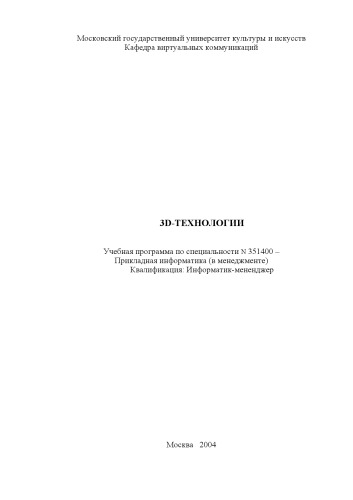 Московский государственный университет культуры и искусств
Кафедра виртуальных коммуникаций
3D-ТЕХНОЛОГИИ
Учебная программа по специальности N 351400 –
Прикладная информатика (в менеджменте)
Квалификация: Информатик-мененджер
Москва 2004